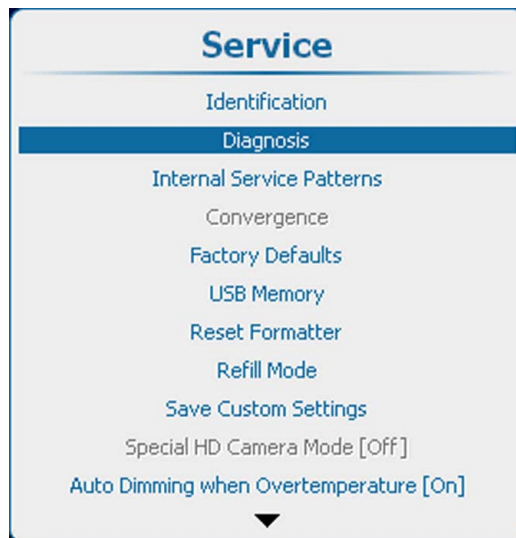 Service
Identification
Diagnosis
Internal Service Patterns
Convergence
Factory Defaults
USB Memory
Reset Formatter
Refill Mode
Save Custom Settings
Special HD Camera Mode [Off]
Auto Dimming when Overtemperature [On]